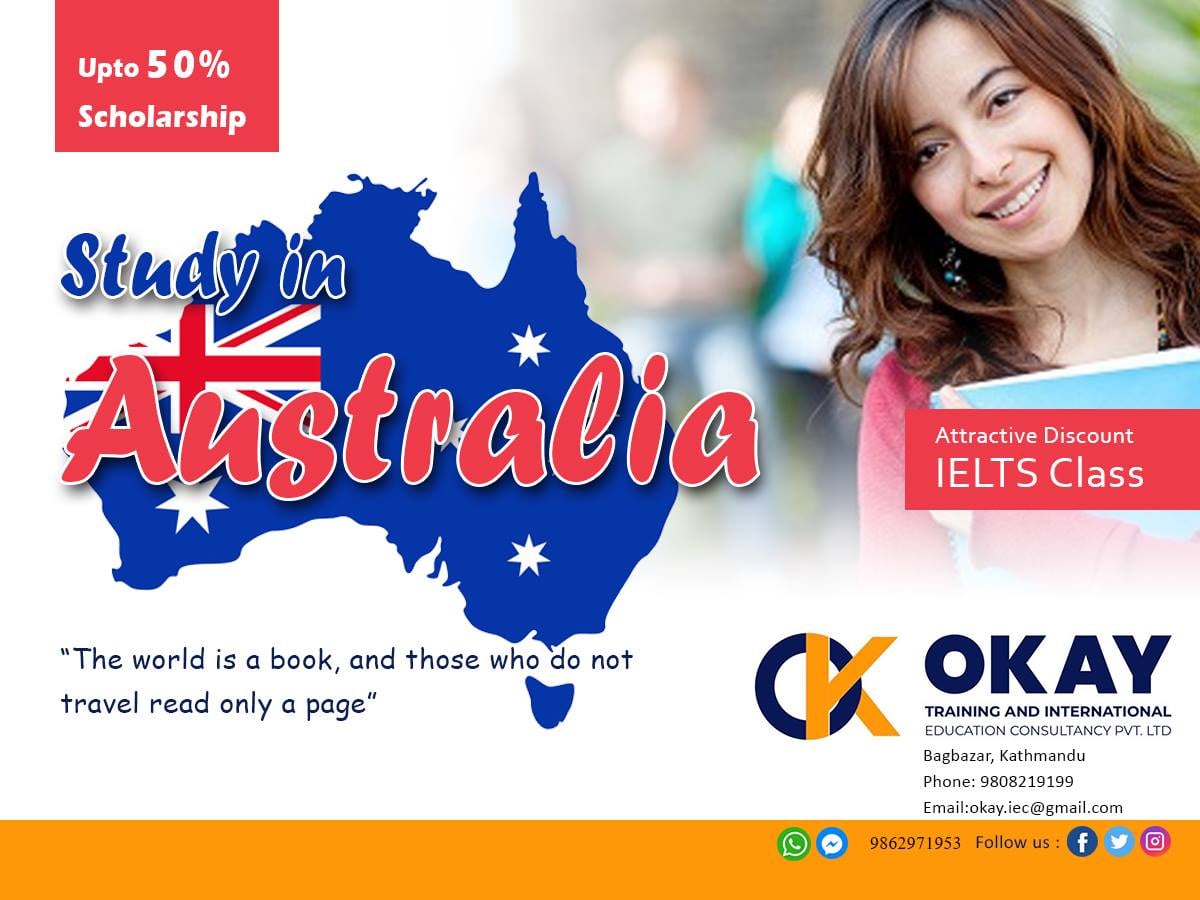 Upto 50%
Scholarship
Study in
Australia
Attractive Discount
IELTS Class
“The world is a book, and those who do not
travel read only a page”
OK
OKAY
TRAINING AND INTERNATIONAL
EDUCATION CONSULTANCY PVT. LTD
Bagbazar, Kathmandu
Phone: 9808219199
Email:okay.iec@gmail.com
9862971953 Follow us :